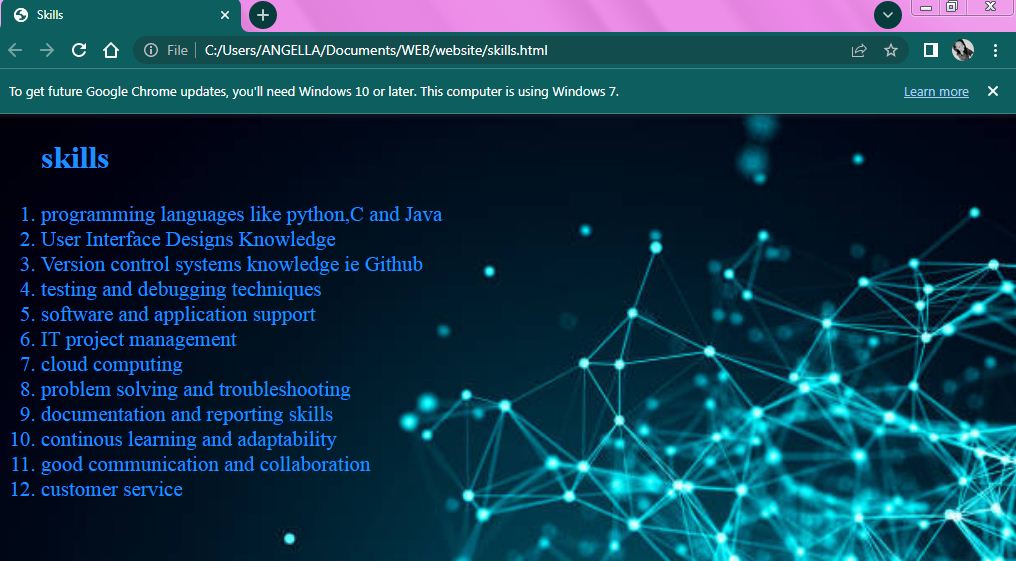 Skills
File
C:/Users/ANGELLA/Documents/WEB/website/skills.html
To get future Google Chrome updates, you'll need Windows 10 or later. This computer is using Windows 7. Learn more
skills
1. programming languages like python,C and Java
2. User Interface Designs Knowledge
3. Version control systems knowledge ie Github
4. testing and debugging techniques
5. software and application support
6. IT project management
7. cloud computing
8. problem solving and troubleshooting
9. documentation and reporting skills
10. continous learning and adaptability
11. good communication and collaboration
12. customer service